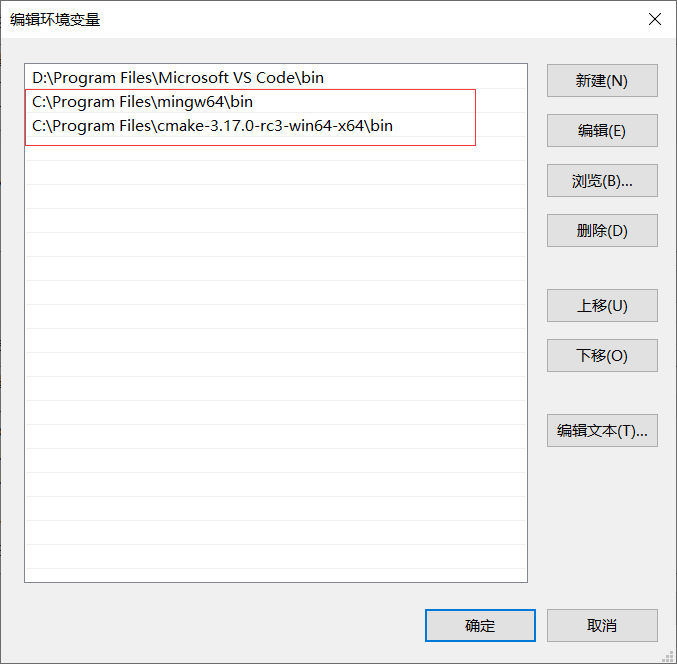 编辑环境变量
D:\Program Files\Microsoft VS Code\bin
C:\Program Files\mingw64\bin
C:\Program Files\cmake-3.17.0-rc3-win64-x64\bin
新建(N)
编辑(E)
浏览(B)...
删除(D)
上移(U)
下移(O)
编辑文本(T)...
确定
取消